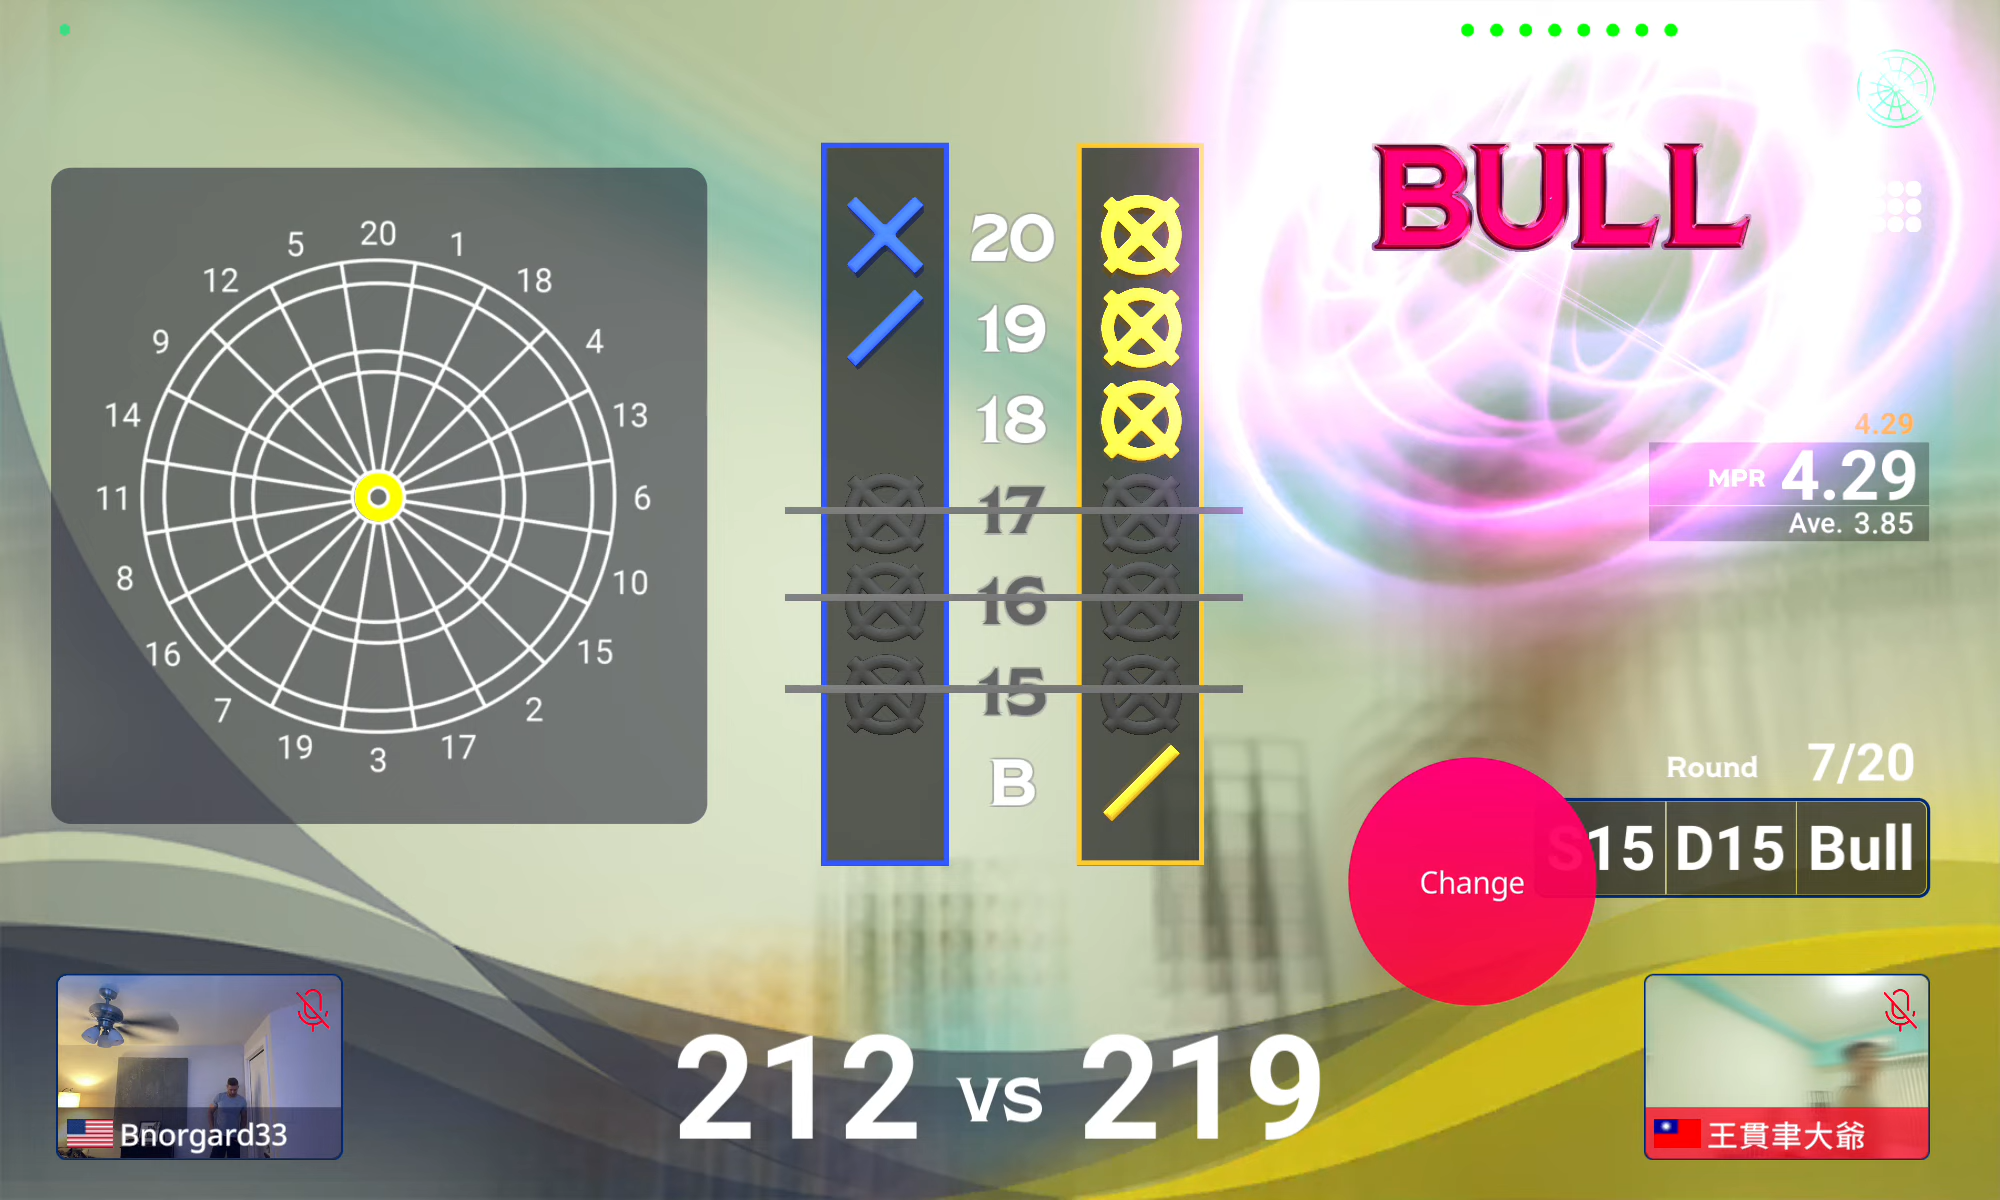 20
5 1
12 18
9 4
14 13
11 6
8 10
16 15
7 2
19 17
3
20
19
18
17
16
15
B
BULL
4.29
MPR 4.29
Ave. 3.85
Round 7/20
S15 D15 Bull
Change
212 VS 219
Bnorgard33
王貫聿大爺